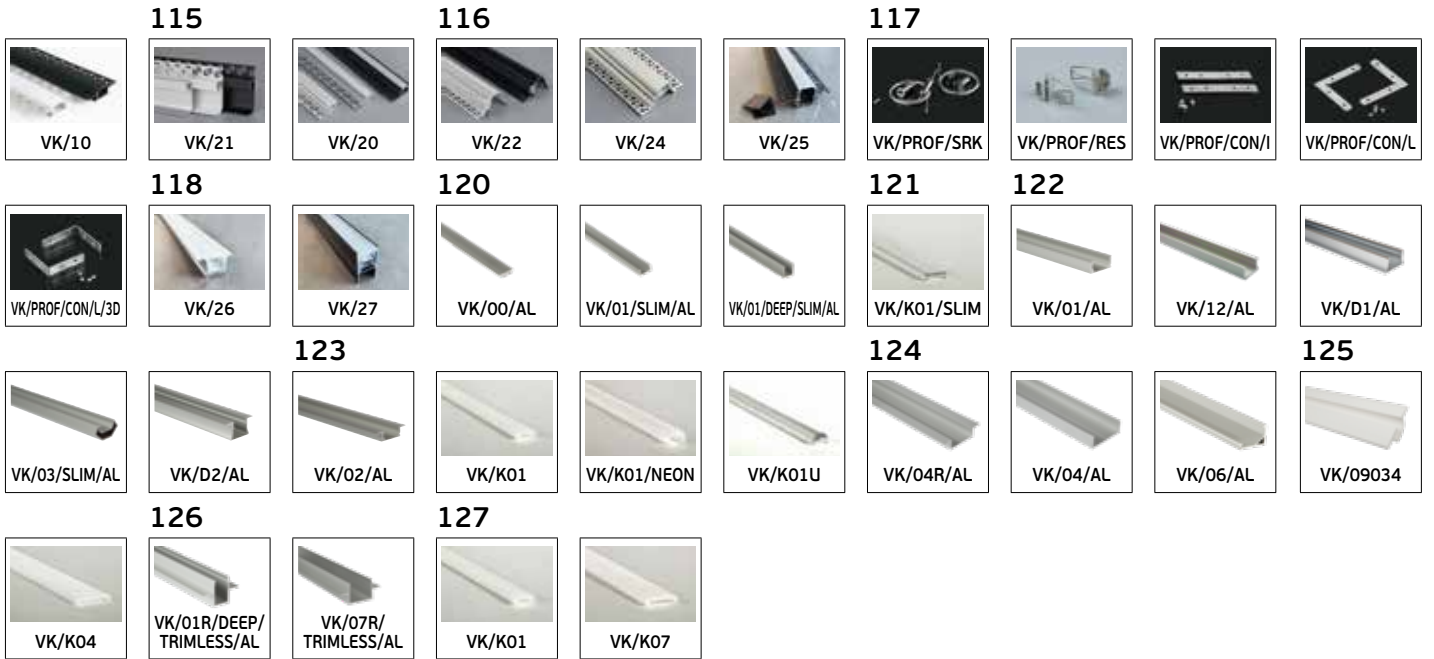 115
116
117
VK/10
VK/21
VK/20
VK/22
VK/24
VK/25
VK/PROF/SRK
VK/PROF/RES
VK/PROF/CON/I
VK/PROF/CON/L
118
120
121
122
VK/PROF/CON/L/3D
VK/26
VK/27
VK/00/AL
VK/01/SLIM/AL
VK/01/DEEP/SLIM/AL
VK/K01/SLIM
VK/01/AL
VK/12/AL
VK/D1/AL
123
124
125
VK/03/SLIM/AL
VK/D2/AL
VK/02/AL
VK/K01
VK/K01/NEON
VK/K01U
VK/04R/AL
VK/04/AL
VK/06/AL
VK/09034
126
127
VK/K04
VK/01R/DEEP/
TRIMLESS/AL
VK/07R/
TRIMLESS/AL
VK/K01
VK/K07